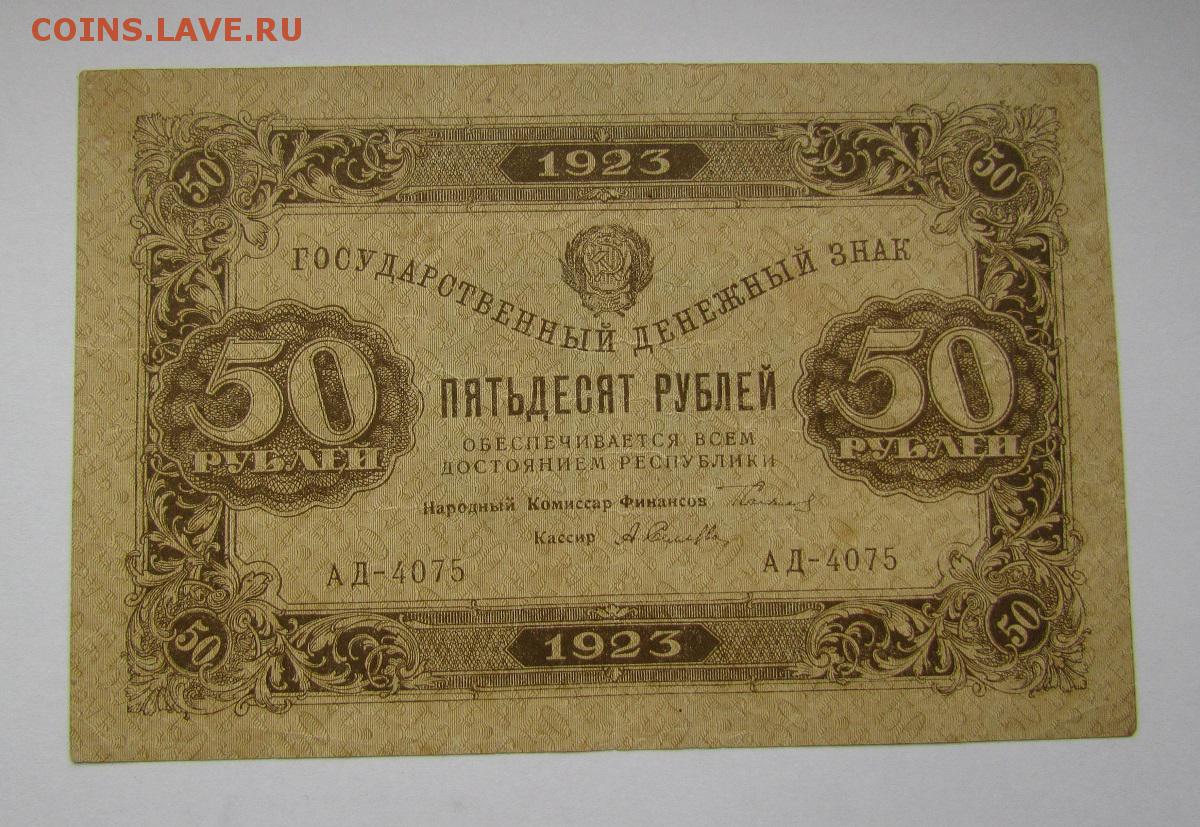 COINS.LAVE.RU
1923
50 50
ГОСУДАРСТВЕННЫЙ ДЕНЕЖНЫЙ ЗНАК
50 РУБЛЕЙ
50 РУБЛЕЙ
ПЯТЬДЕСЯТ РУБЛЕЙ
ОБЕСПЕЧИВАЕТСЯ ВСЕМ
ДОСТОЯНИЕМ РЕСПУБЛИКИ
Народный Комиссар Финансов
Кассир
АД-4075 АД-4075
50 50
1923